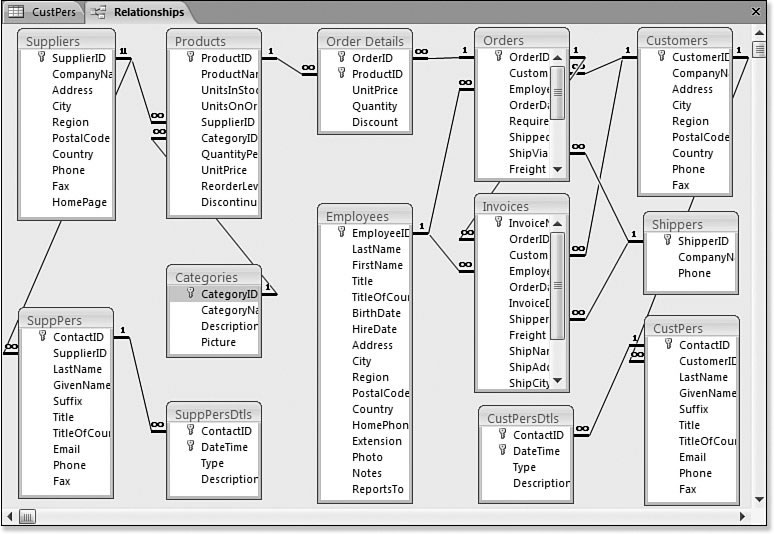 CustPers
Relationships
Suppliers
SupplierID
CompanyNa
Address
City
Region
PostalCode
Country
Phone
Fax
HomePage
1
1
Products
ProductID
ProductNar
UnitsInStoc
UnitsOnOr
SupplierID
CategoryID
QuantityPe
UnitPrice
ReorderLev
Discontinu
1
∞
∞
Order Details
OrderID
ProductID
UnitPrice
Quantity
Discount
∞
∞
Orders
OrderID
Custom
Employe
OrderDa
Require
Shipped
ShipVia
Freight
1
1
∞
∞
∞
Customers
CustomerID
CompanyNa
Address
City
Region
PostalCode
Country
Phone
Fax
1
1
Employees
EmployeeID
LastName
FirstName
Title
TitleOfCour
BirthDate
HireDate
Address
City
Region
PostalCode
Country
HomePhon
Extension
Photo
Notes
ReportsTo
1
Invoices
InvoiceN
OrderID
Custom
Employe
OrderDa
InvoiceD
Shipper
Freight
ShipNar
ShipAdd
ShipCity
∞
∞
∞
∞
Shippers
ShipperID
CompanyNa
Phone
1
Categories
CategoryID
CategoryNa
Description
Picture
1
SuppPers
ContactID
SupplierID
LastName
GivenName
Suffix
Title
TitleOfCour
Email
Phone
Fax
∞
1
SuppPersDtls
ContactID
DateTime
Type
Description
∞
CustPersDtls
ContactID
DateTime
Type
Description
∞
CustPers
ContactID
CustomerID
LastName
GivenName
Suffix
Title
TitleOfCour
Email
Phone
Fax
1
∞